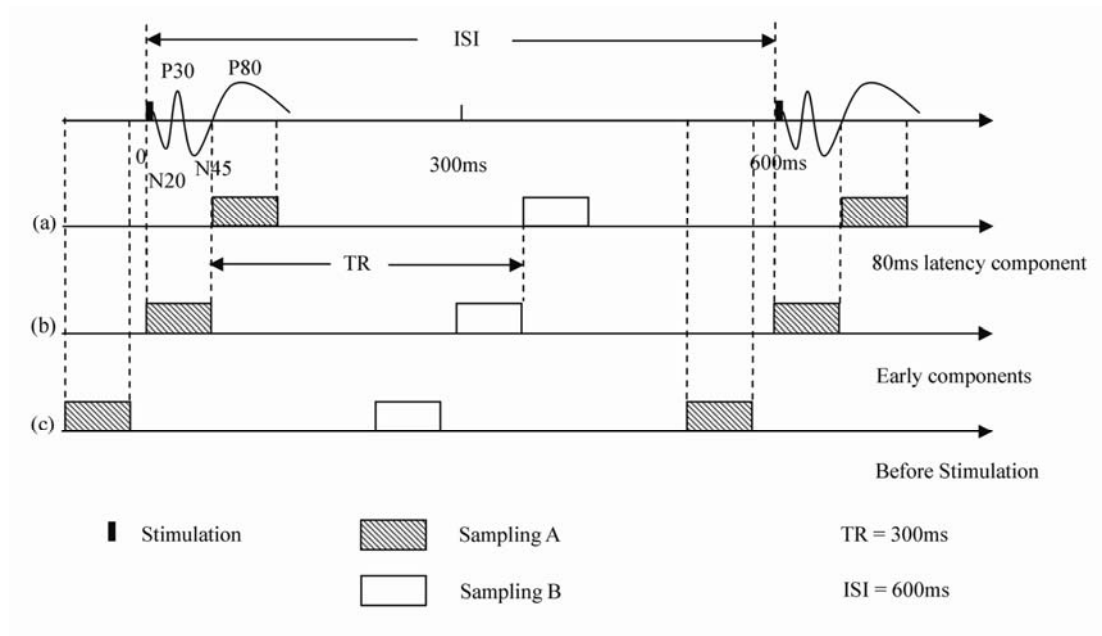 ISI
P30
P80
0
N20
N45
300ms
600ms
(a)
80ms latency component
TR
(b)
Early components
(c)
Before Stimulation
Stimulation
Sampling A
TR = 300ms
Sampling B
ISI = 600ms